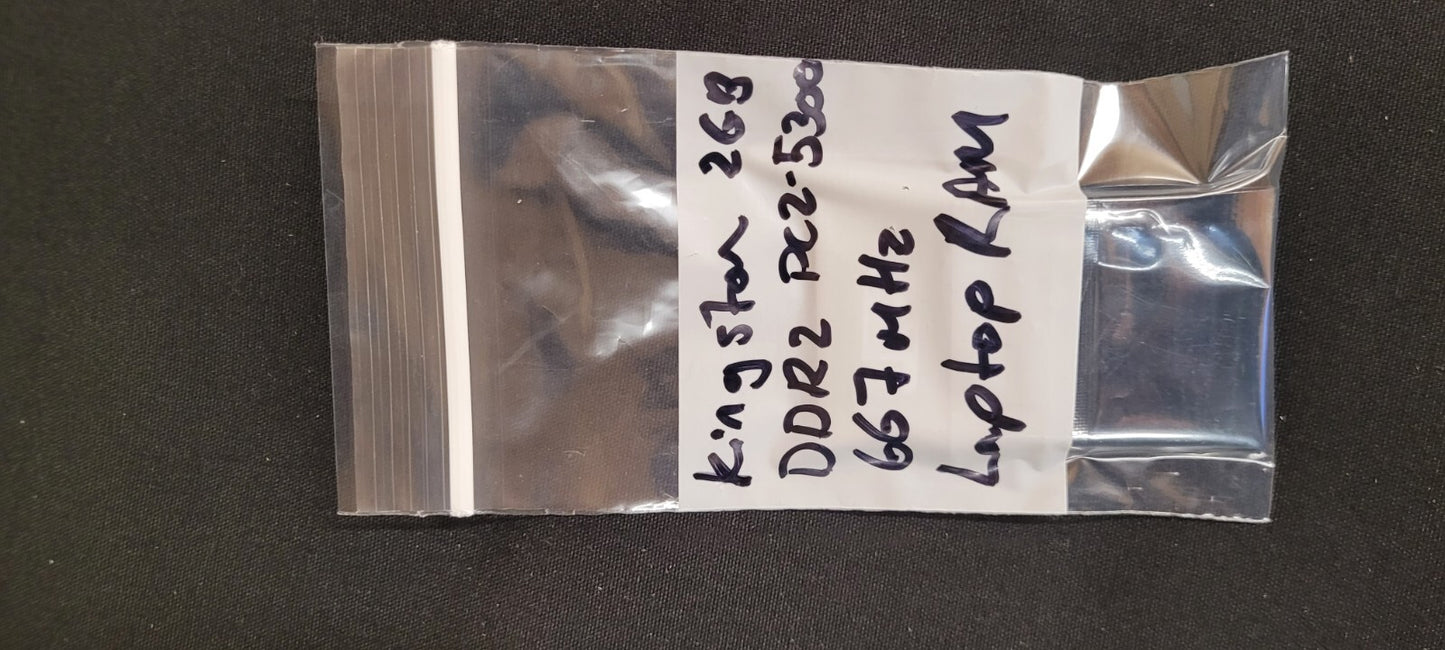 Kingston 2GB
DDR2 PC2-5300
667 MHz
Laptop RAM